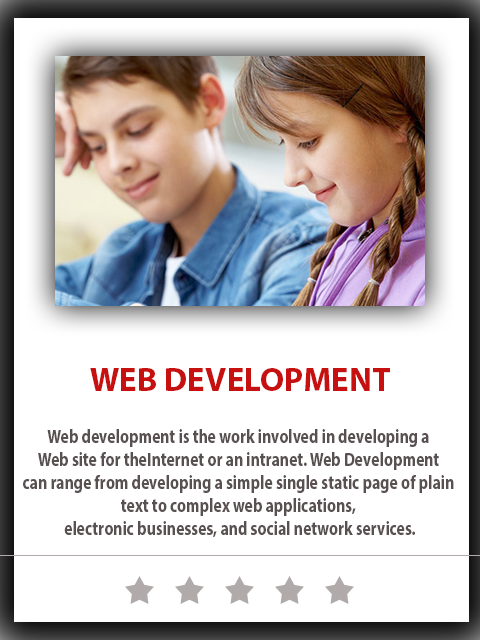 WEB DEVELOPMENT
Web development is the work involved in developing a
Web site for theInternet or an intranet. Web Development
can range from developing a simple single static page of plain
text to complex web applications,
electronic businesses, and social network services.